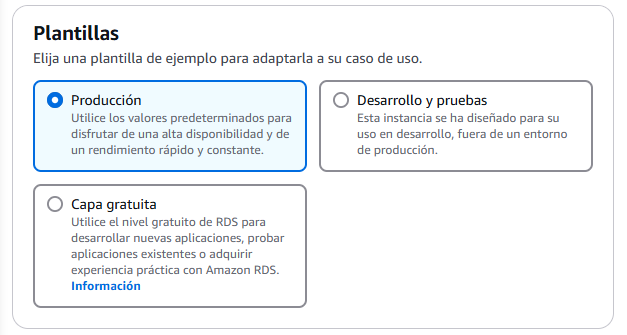 Plantillas
Elija una plantilla de ejemplo para adaptarla a su caso de uso.
Producción
Utilice los valores predeterminados para
disfrutar de una alta disponibilidad y de
un rendimiento rápido y constante.
Desarrollo y pruebas
Esta instancia se ha diseñado para su
uso en desarrollo, fuera de un entorno
de producción.
Capa gratuita
Utilice el nivel gratuito de RDS para
desarrollar nuevas aplicaciones, probar
aplicaciones existentes o adquirir
experiencia práctica con Amazon RDS.
Información